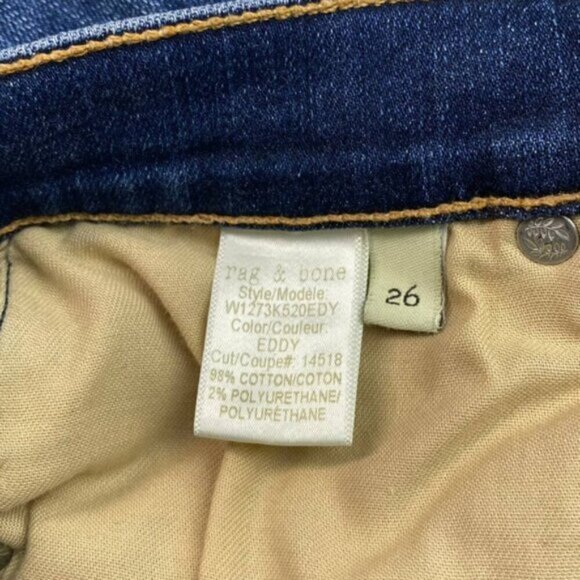 rag & bone
Style/Modèle:
W1273K520EDY
Color/Couleur:
EDDY
Cut/Coupe#: 14518
98% COTTON/COTON
2% POLYURETHANE/
POLYURÉTHANE
26